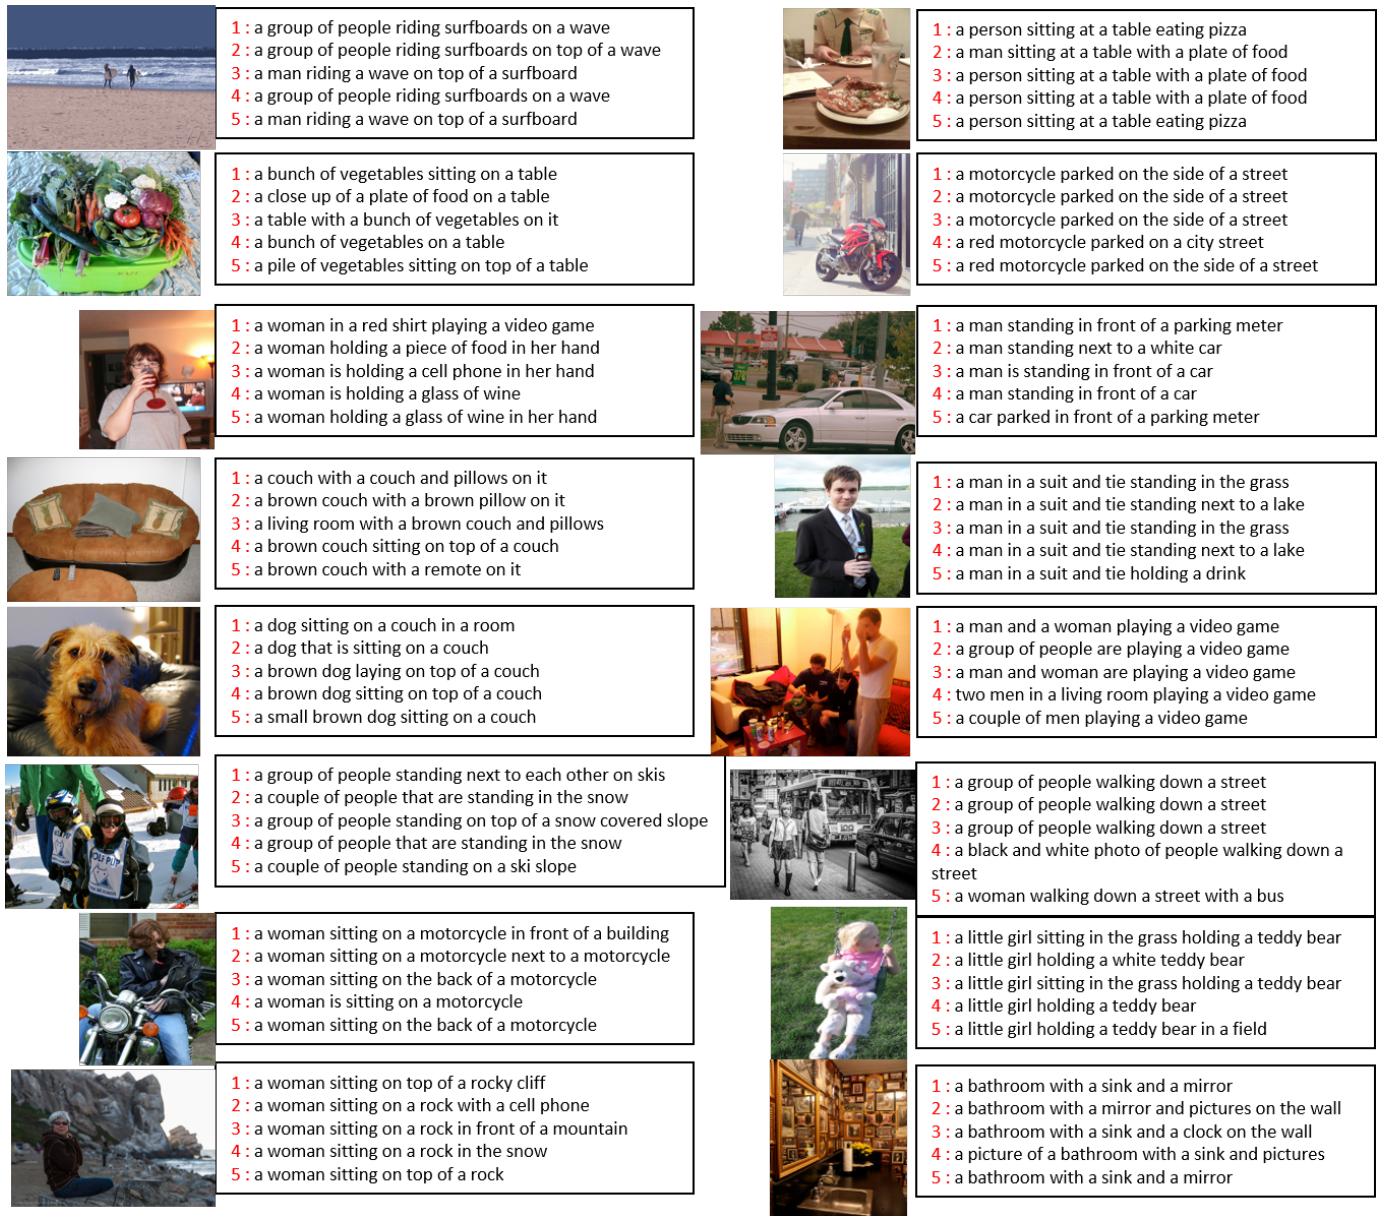 1 : a group of people riding surfboards on a wave
2 : a group of people riding surfboards on top of a wave
3 : a man riding a wave on top of a surfboard
4 : a group of people riding surfboards on a wave
5 : a man riding a wave on top of a surfboard
1 : a person sitting at a table eating pizza
2 : a man sitting at a table with a plate of food
3 : a person sitting at a table with a plate of food
4 : a person sitting at a table with a plate of food
5 : a person sitting at a table eating pizza
1 : a bunch of vegetables sitting on a table
2 : a close up of a plate of food on a table
3 : a table with a bunch of vegetables on it
4 : a bunch of vegetables on a table
5 : a pile of vegetables sitting on top of a table
1 : a motorcycle parked on the side of a street
2 : a motorcycle parked on the side of a street
3 : a motorcycle parked on the side of a street
4 : a red motorcycle parked on a city street
5 : a red motorcycle parked on the side of a street
1 : a woman in a red shirt playing a video game
2 : a woman holding a piece of food in her hand
3 : a woman is holding a cell phone in her hand
4 : a woman is holding a glass of wine
5 : a woman holding a glass of wine in her hand
1 : a man standing in front of a parking meter
2 : a man standing next to a white car
3 : a man is standing in front of a car
4 : a man standing in front of a car
5 : a car parked in front of a parking meter
1 : a couch with a couch and pillows on it
2 : a brown couch with a brown pillow on it
3 : a living room with a brown couch and pillows
4 : a brown couch sitting on top of a couch
5 : a brown couch with a remote on it
1 : a man in a suit and tie standing in the grass
2 : a man in a suit and tie standing next to a lake
3 : a man in a suit and tie standing in the grass
4 : a man in a suit and tie standing next to a lake
5 : a man in a suit and tie holding a drink
1 : a dog sitting on a couch in a room
2 : a dog that is sitting on a couch
3 : a brown dog laying on top of a couch
4 : a brown dog sitting on top of a couch
5 : a small brown dog sitting on a couch
1 : a man and a woman playing a video game
2 : a group of people are playing a video game
3 : a man and woman are playing a video game
4 : two men in a living room playing a video game
5 : a couple of men playing a video game
1 : a group of people standing next to each other on skis
2 : a couple of people that are standing in the snow
3 : a group of people standing on top of a snow covered slope
4 : a group of people that are standing in the snow
5 : a couple of people standing on a ski slope
1 : a group of people walking down a street
2 : a group of people walking down a street
3 : a group of people walking down a street
4 : a black and white photo of people walking down a
street
5 : a woman walking down a street with a bus
1 : a woman sitting on a motorcycle in front of a building
2 : a woman sitting on a motorcycle next to a motorcycle
3 : a woman sitting on the back of a motorcycle
4 : a woman is sitting on a motorcycle
5 : a woman sitting on the back of a motorcycle
1 : a little girl sitting in the grass holding a teddy bear
2 : a little girl holding a white teddy bear
3 : a little girl sitting in the grass holding a teddy bear
4 : a little girl holding a teddy bear
5 : a little girl holding a teddy bear in a field
1 : a woman sitting on top of a rocky cliff
2 : a woman sitting on a rock with a cell phone
3 : a woman sitting on a rock in front of a mountain
4 : a woman sitting on a rock in the snow
5 : a woman sitting on top of a rock
1 : a bathroom with a sink and a mirror
2 : a bathroom with a mirror and pictures on the wall
3 : a bathroom with a sink and a clock on the wall
4 : a picture of a bathroom with a sink and pictures
5 : a bathroom with a sink and a mirror